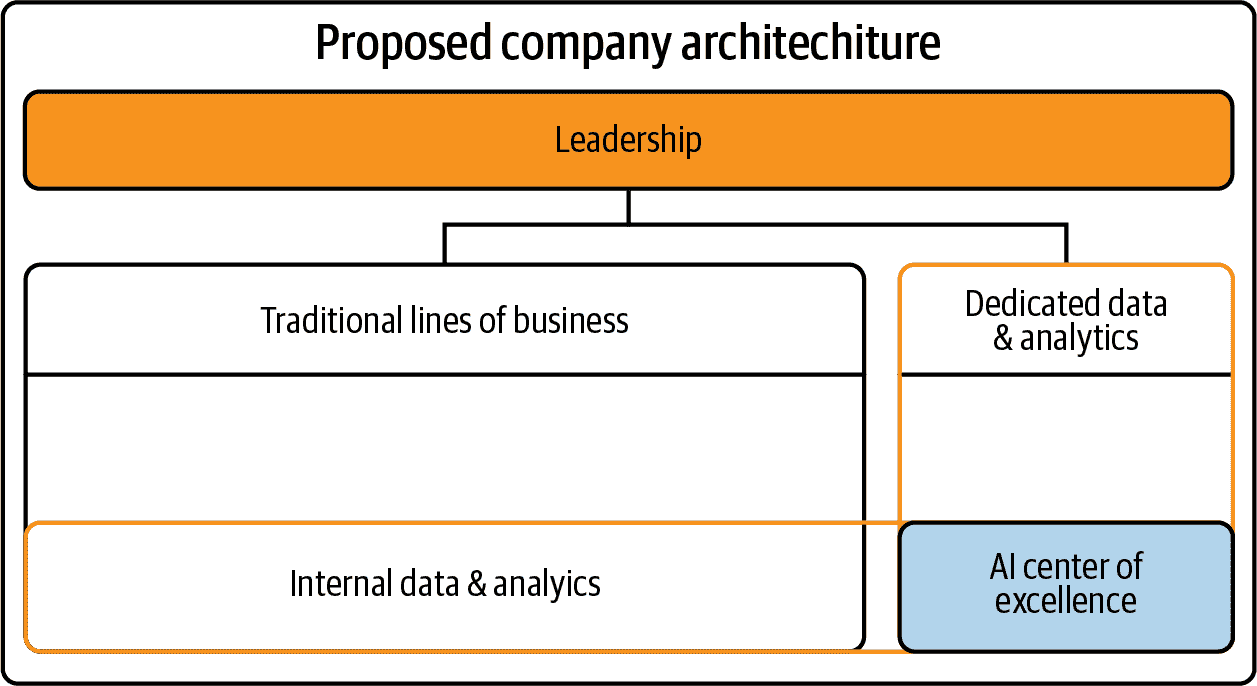 Proposed company architechiture
Leadership
Traditional lines of business
Dedicated data
& analytics
Internal data & analyics
AI center of
excellence